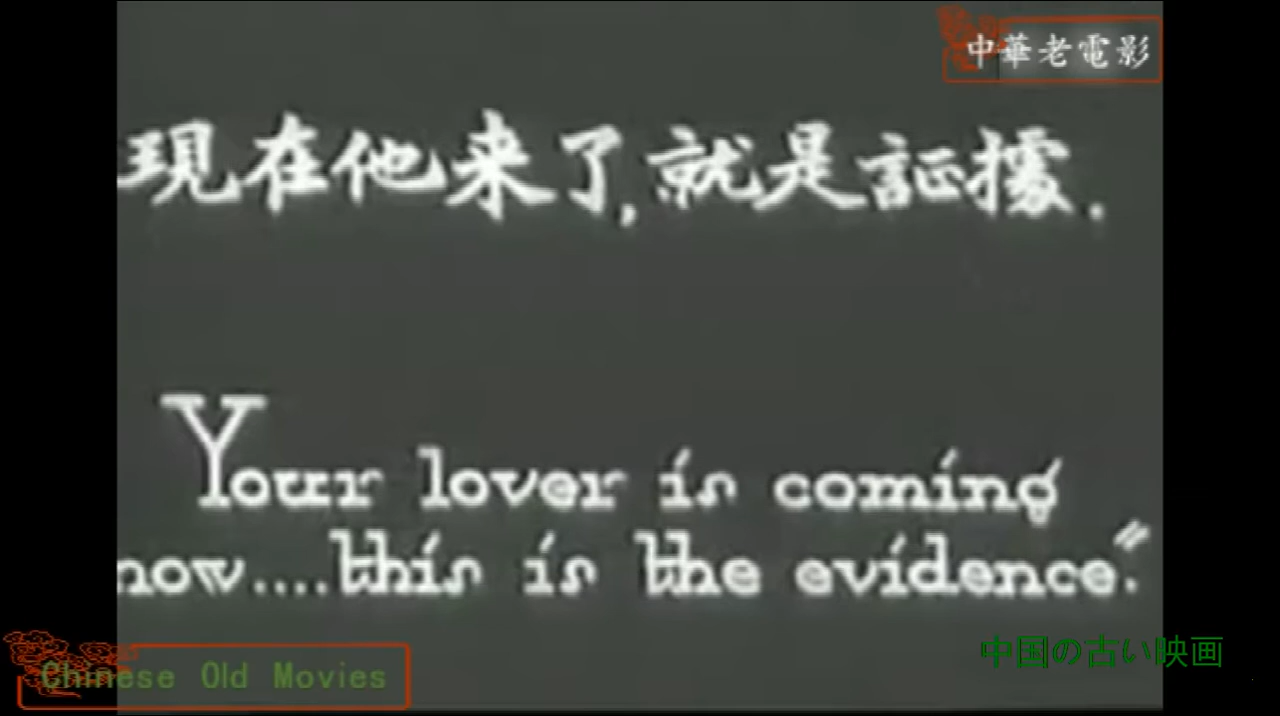 中華老電影
現在他来了,就是証據.
Your lover is coming
now....this is the evidence."
Chinese Old Movies
中国の古い映画